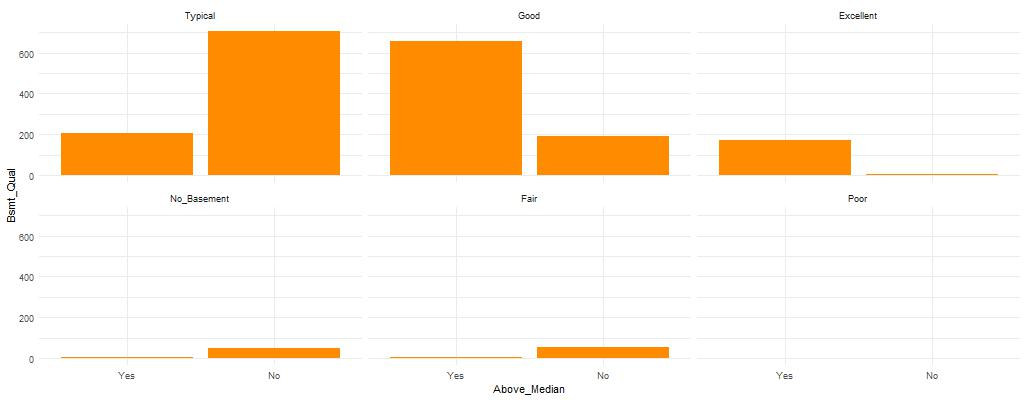 Typical Good Excellent
600
400
200
0
Bsmt_Qual
No_Basement Fair Poor
600
400
200
0
Yes No Yes No Yes No
Above_Median